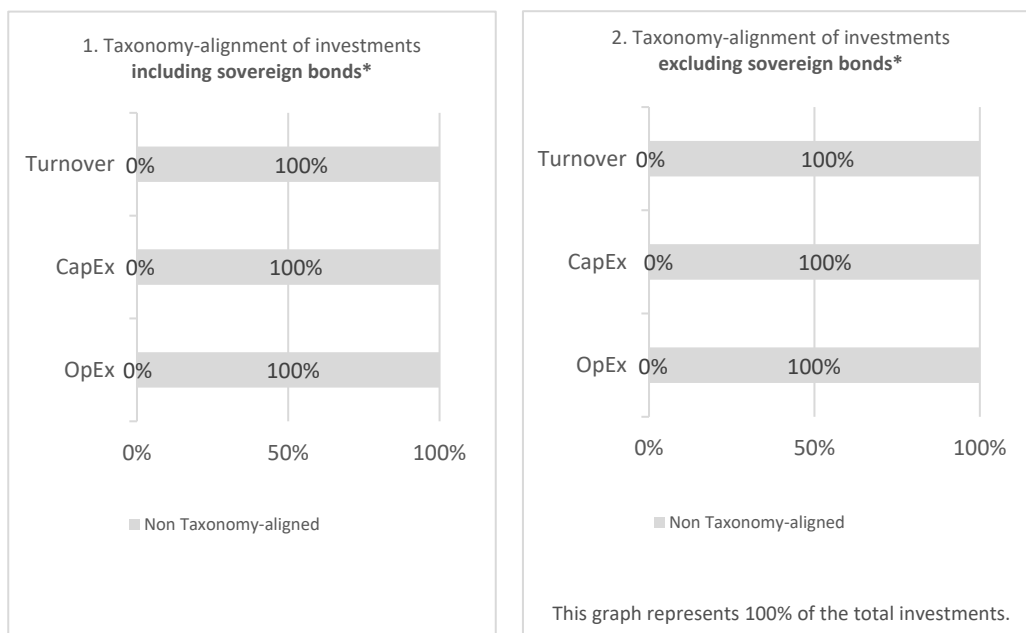 1. Taxonomy-alignment of investments
including sovereign bonds*
Turnover 0% 100%
CapEx 0% 100%
OpEx 0% 100%
0% 50% 100%
Non Taxonomy-aligned
2. Taxonomy-alignment of investments
excluding sovereign bonds*
Turnover 0% 100%
CapEx 0% 100%
OpEx 0% 100%
0% 50% 100%
Non Taxonomy-aligned
This graph represents 100% of the total investments.